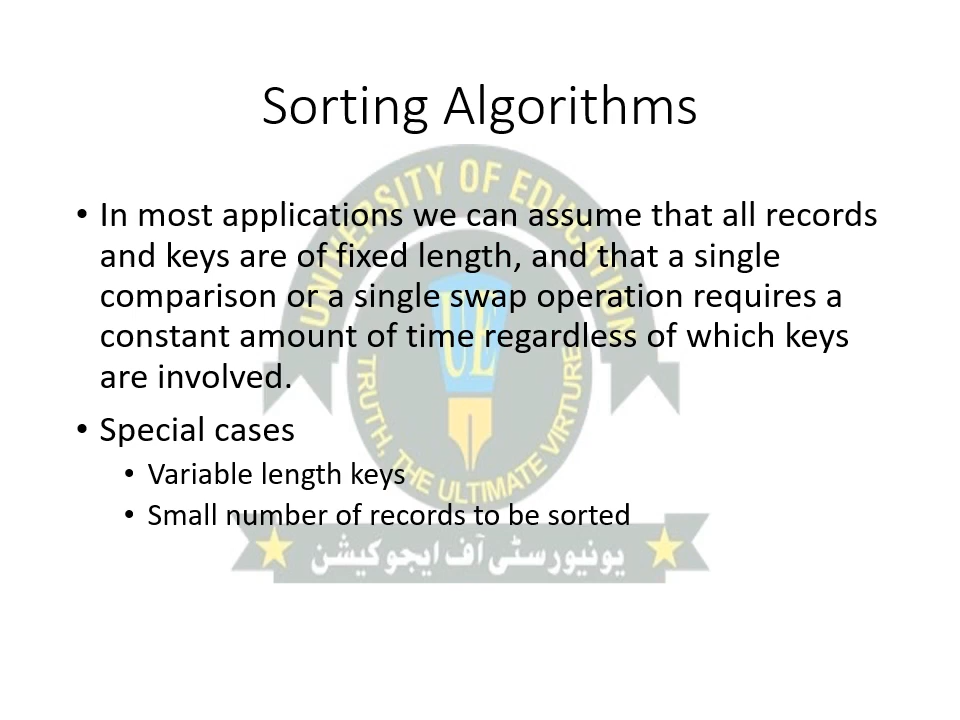 Sorting Algorithms
UNIVERSITY OF EDUCATION
• In most applications we can assume that all records
and keys are of fixed length, and that a single
comparison or a single swap operation requires a
constant amount of time regardless of which keys
are involved.
UE
TRUTH, THE ULTIMATE VIRTURE
• Special cases
• Variable length keys
• Small number of records to be sorted
یونیورسٹی آف ایجوکیشن